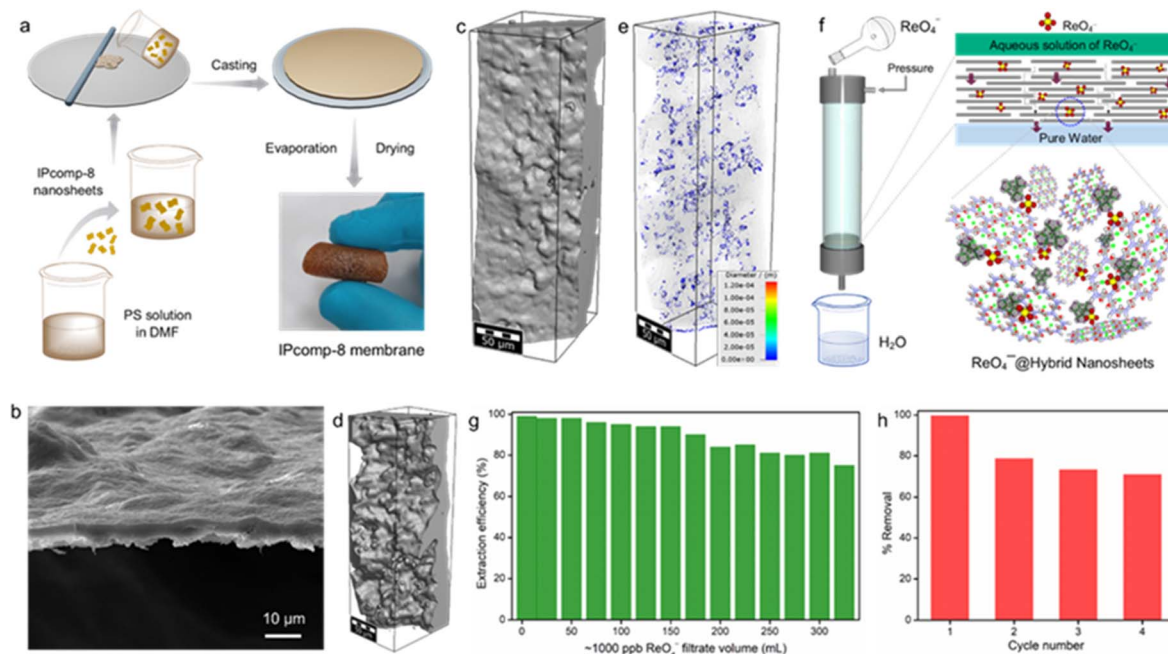 a
Casting
IPcomp-8
nanosheets
Evaporation
Drying
PS solution
in DMF
IPcomp-8 membrane
b
10 μm
c
50 μm
d
e
Diameter / (m)
1.20e-04
1.00e-04
8.00e-05
6.00e-05
4.00e-05
2.00e-05
0.00e+00
f
ReO₄⁻
Pressure
H₂O
ReO₄⁻
Aqueous solution of ReO₄⁻
Pure Water
ReO₄⁻@Hybrid Nanosheets
g
Extraction efficiency (%)
100
80
60
40
20
0
0 50 100 150 200 250 300
~1000 ppb ReO₄⁻ filtrate volume (mL)
h
% Removal
100
80
60
40
20
0
1 2 3 4
Cycle number